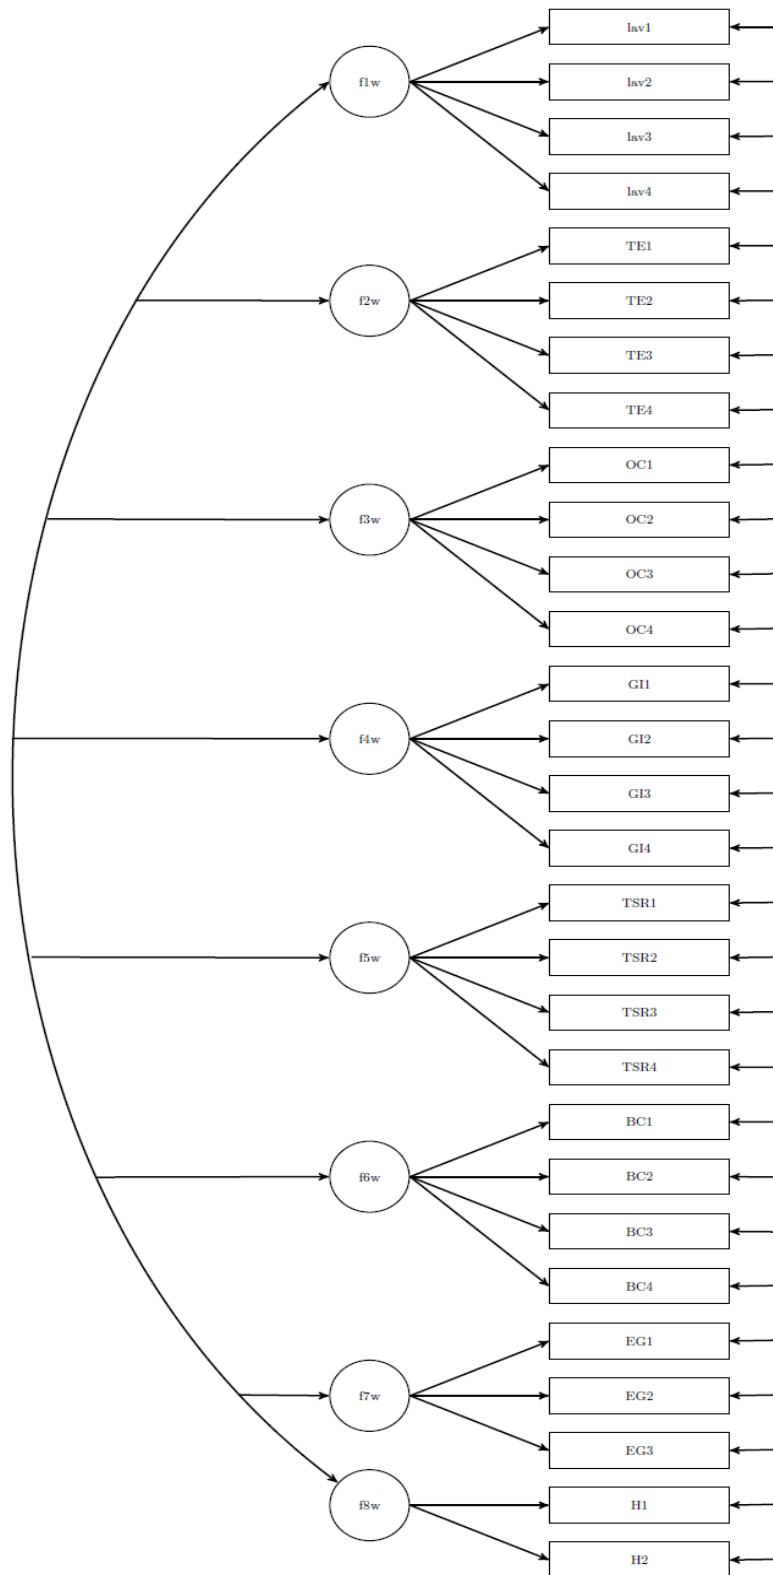 lav1
f1w
lav2
lav3
lav4
TE1
f2w
TE2
TE3
TE4
OC1
f3w
OC2
OC3
OC4
GI1
f4w
GI2
GI3
GI4
TSR1
f5w
TSR2
TSR3
TSR4
BC1
f6w
BC2
BC3
BC4
EG1
f7w
EG2
EG3
f8w
H1
H2